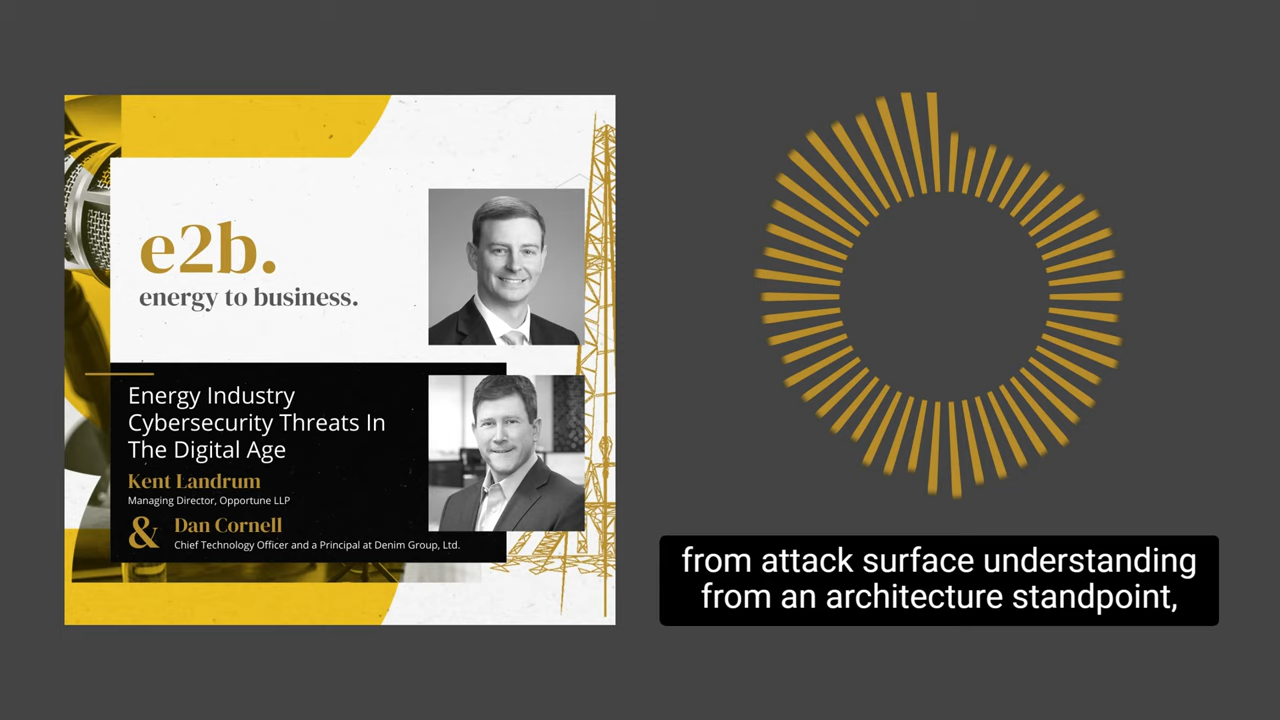 e2b.
energy to business.
Energy Industry
Cybersecurity Threats In
The Digital Age
Kent Landrum
Managing Director, Opportune LLP
& Dan Cornell
Chief Technology Officer and a Principal at Denim Group, Ltd.
from attack surface understanding
from an architecture standpoint,